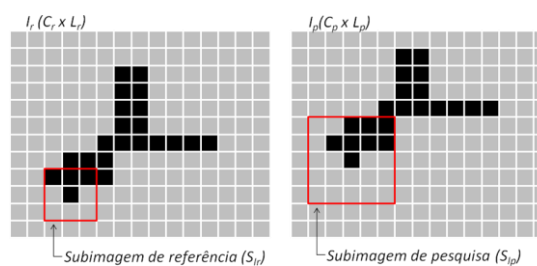 I_r (C_r x L_r)
I_p(C_p x L_p)
Subimagem de referência (S_Ir)
Subimagem de pesquisa (S_Ip)